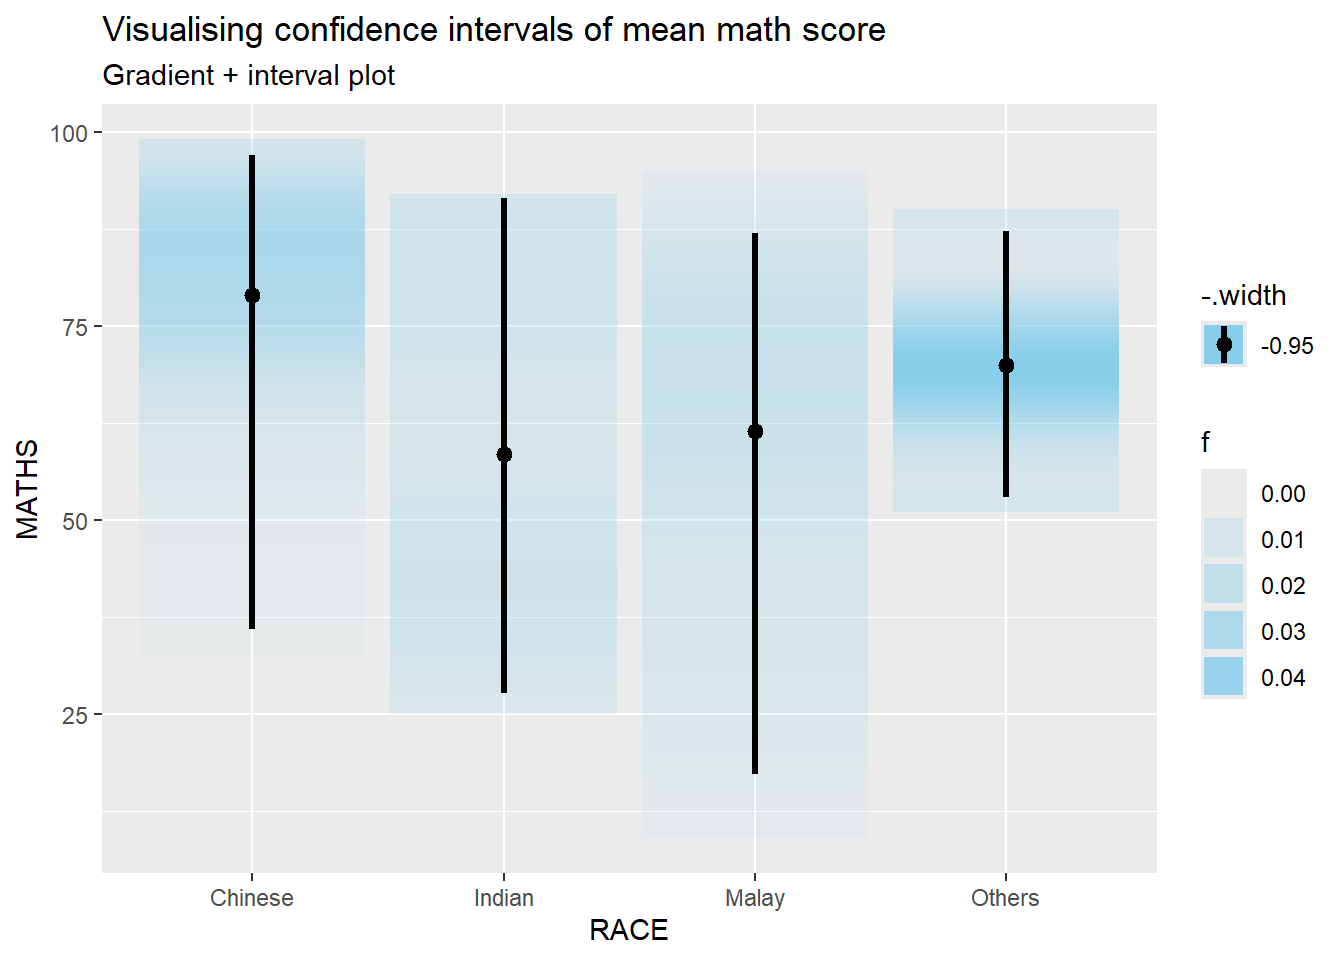 Visualising confidence intervals of mean math score
Gradient + interval plot
100
75
50
25
MATHS
Chinese
Indian
Malay
Others
RACE
-.width
-0.95
f
0.00
0.01
0.02
0.03
0.04